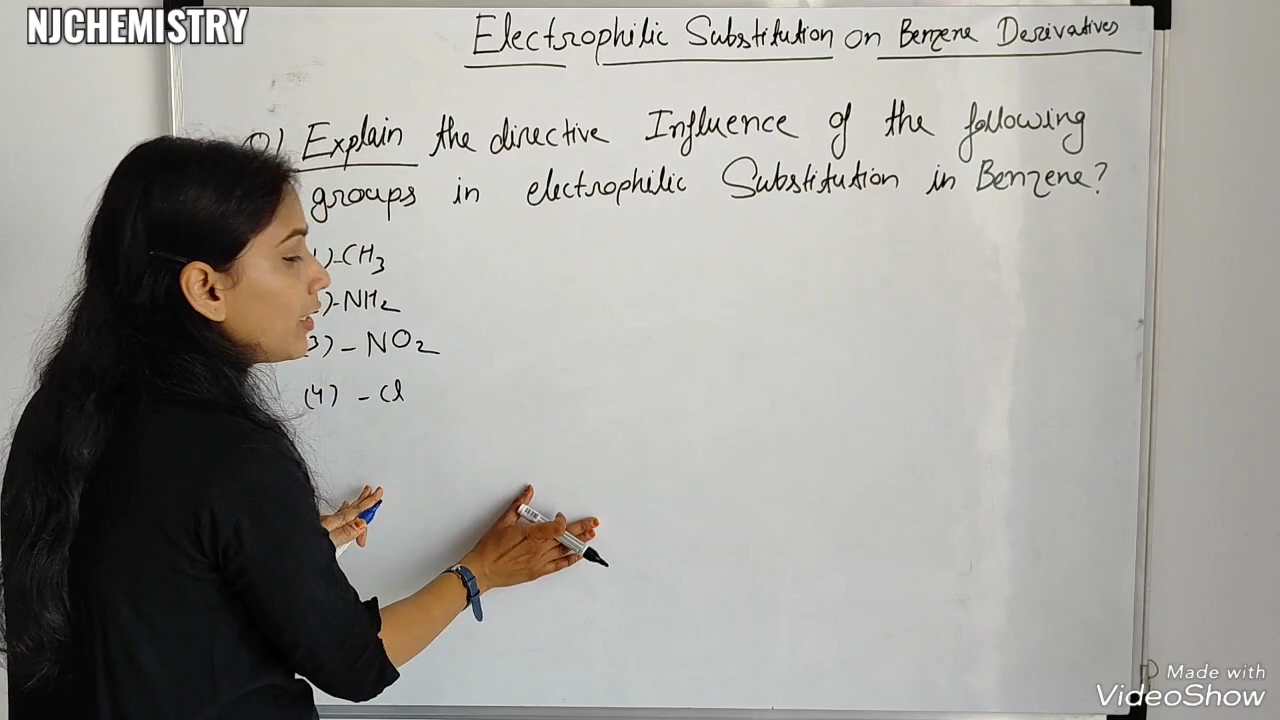 NJCHEMISTRY
Electrophilic Substitution on Benzene Derivatives
Q) Explain the directive Influence of the following
groups in electrophilic Substitution in Benzene?
)-CH3
)-NH2
3) - NO2
(4) - Cl
Made with
VideoShow